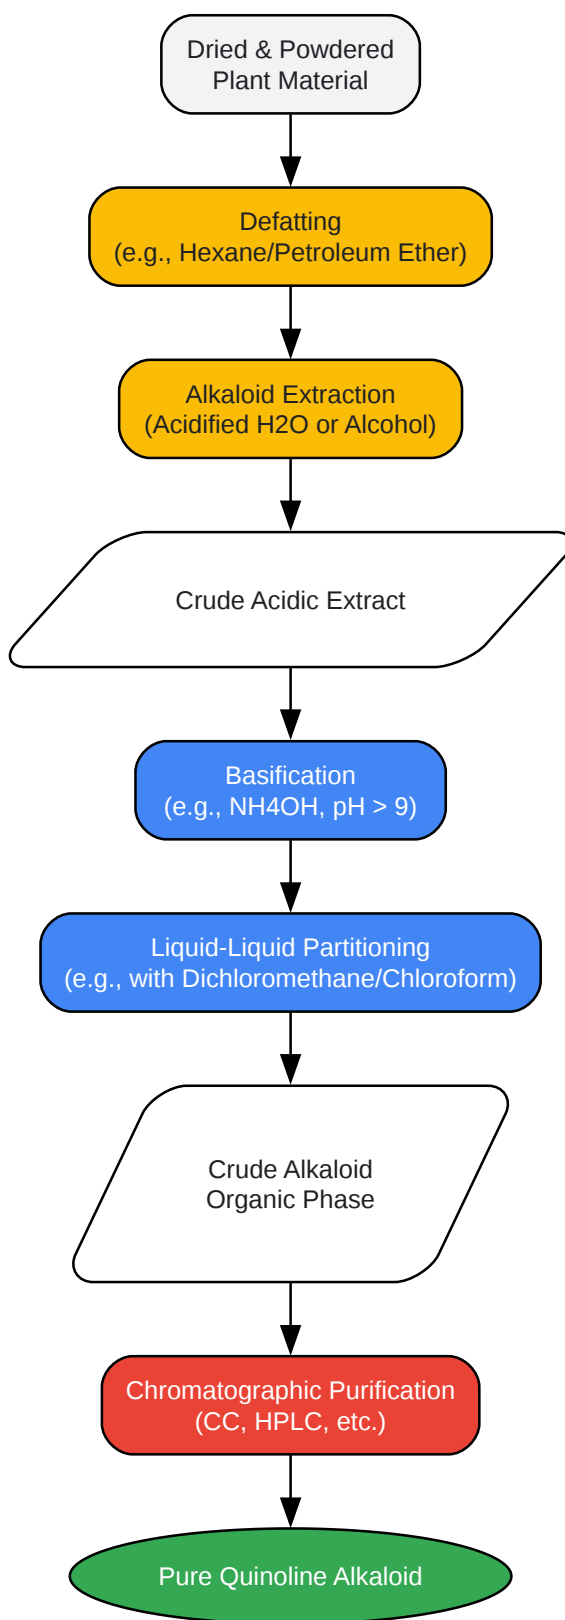 Dried & Powdered
Plant Material
Defatting
(e.g., Hexane/Petroleum Ether)
Alkaloid Extraction
(Acidified H2O or Alcohol)
Crude Acidic Extract
Basification
(e.g., NH4OH, pH > 9)
Liquid-Liquid Partitioning
(e.g., with Dichloromethane/Chloroform)
Crude Alkaloid
Organic Phase
Chromatographic Purification
(CC, HPLC, etc.)
Pure Quinoline Alkaloid